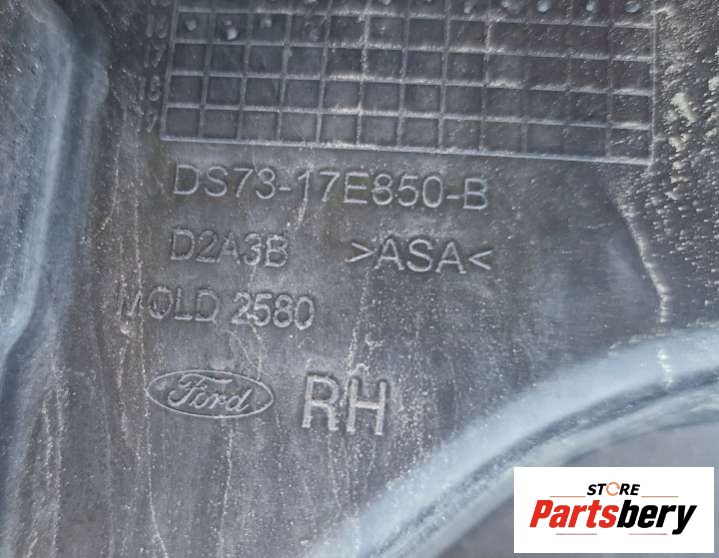 DS73-17E850-B
D2A3B >ASA<
MOLD 2580
Ford RH
STORE
Partsbery